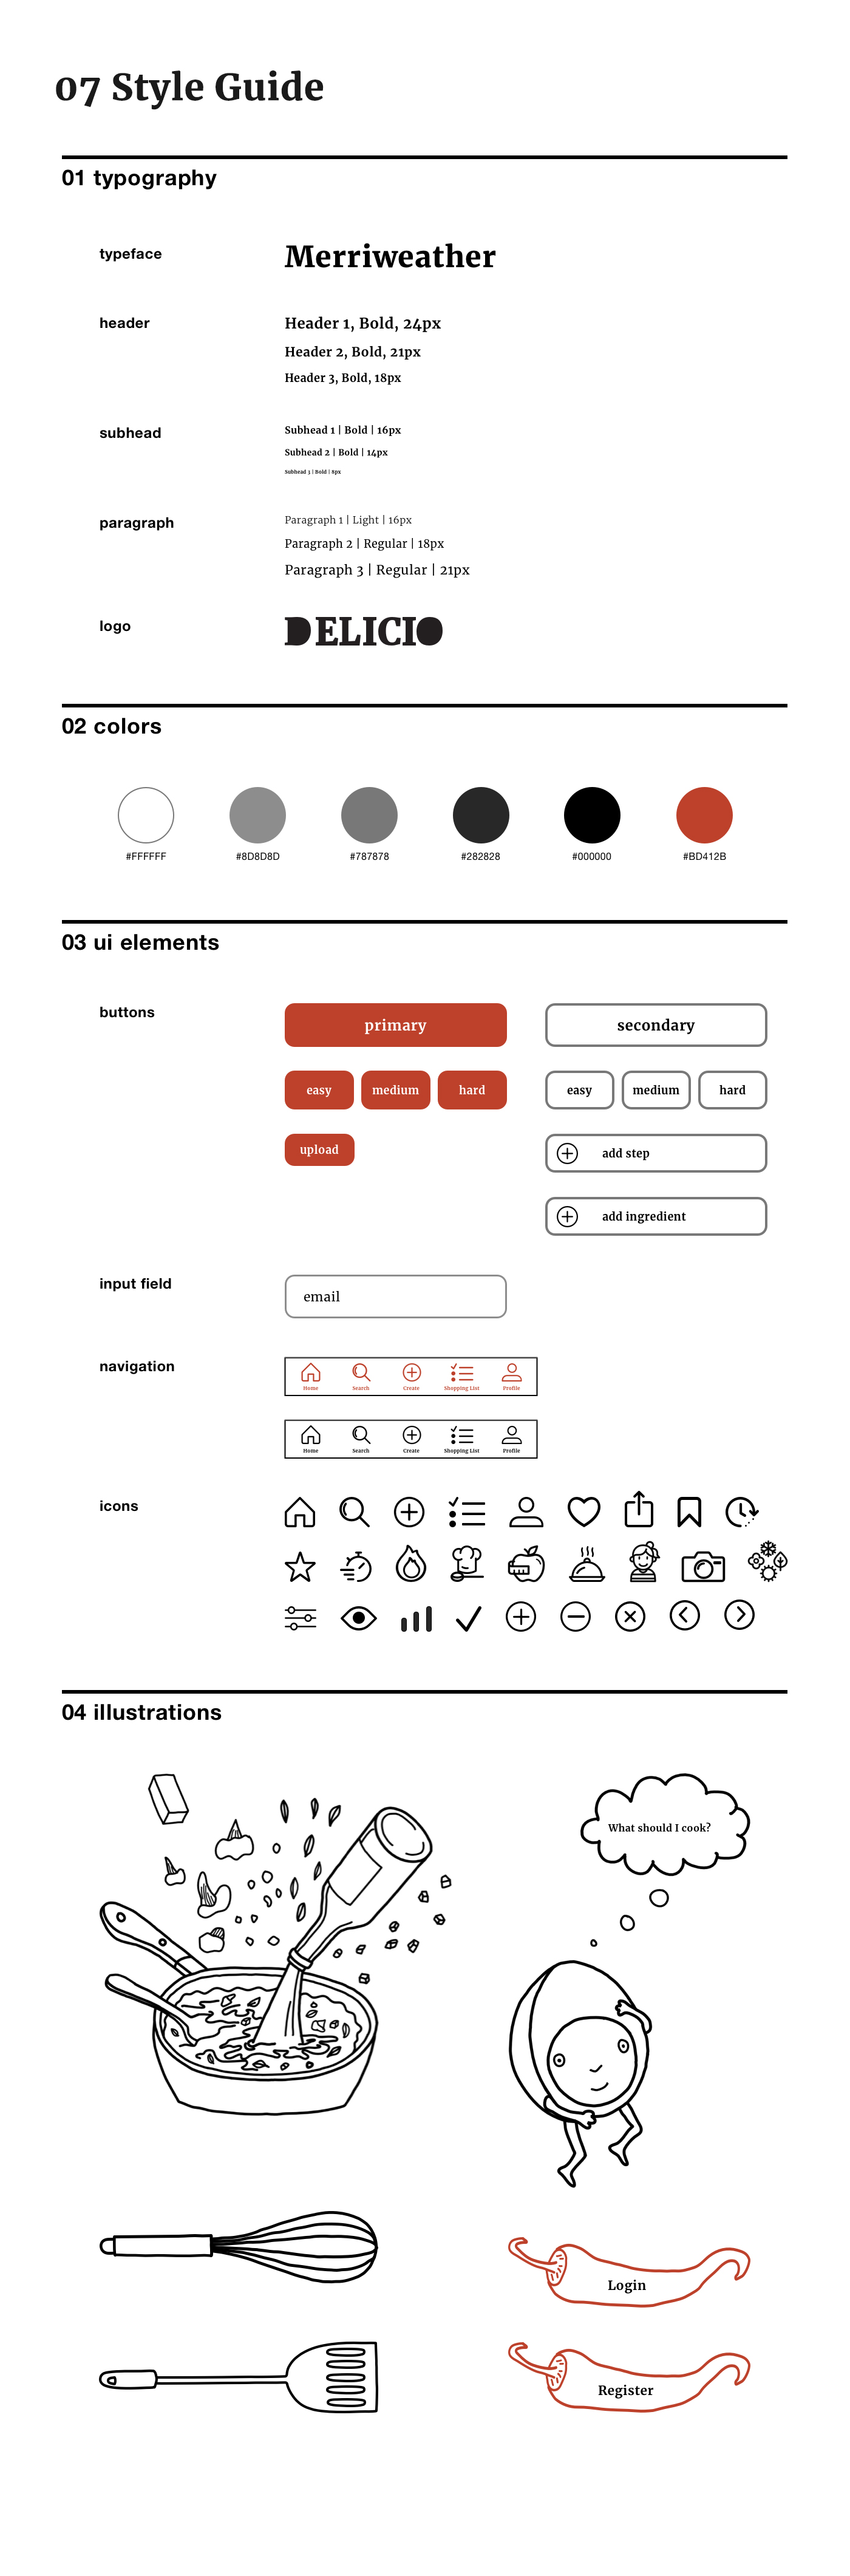 07 Style Guide
01 typography
typeface
Merriweather
header
Header 1, Bold, 24px
Header 2, Bold, 21px
Header 3, Bold, 18px
subhead
Subhead 1 | Bold | 16px
Subhead 2 | Bold | 14px
Subhead 3 | Bold | 8px
paragraph
Paragraph 1 | Light | 16px
Paragraph 2 | Regular | 18px
Paragraph 3 | Regular | 21px
logo
DELICIO
02 colors
#FFFFFF #8D8D8D #787878 #282828 #000000 #BD412B
03 ui elements
buttons
primary secondary
easy medium hard easy medium hard
upload add step
add ingredient
input field
email
navigation
Home Search Create Shopping List Profile
Home Search Create Shopping List Profile
icons
04 illustrations
What should I cook?
Login
Register